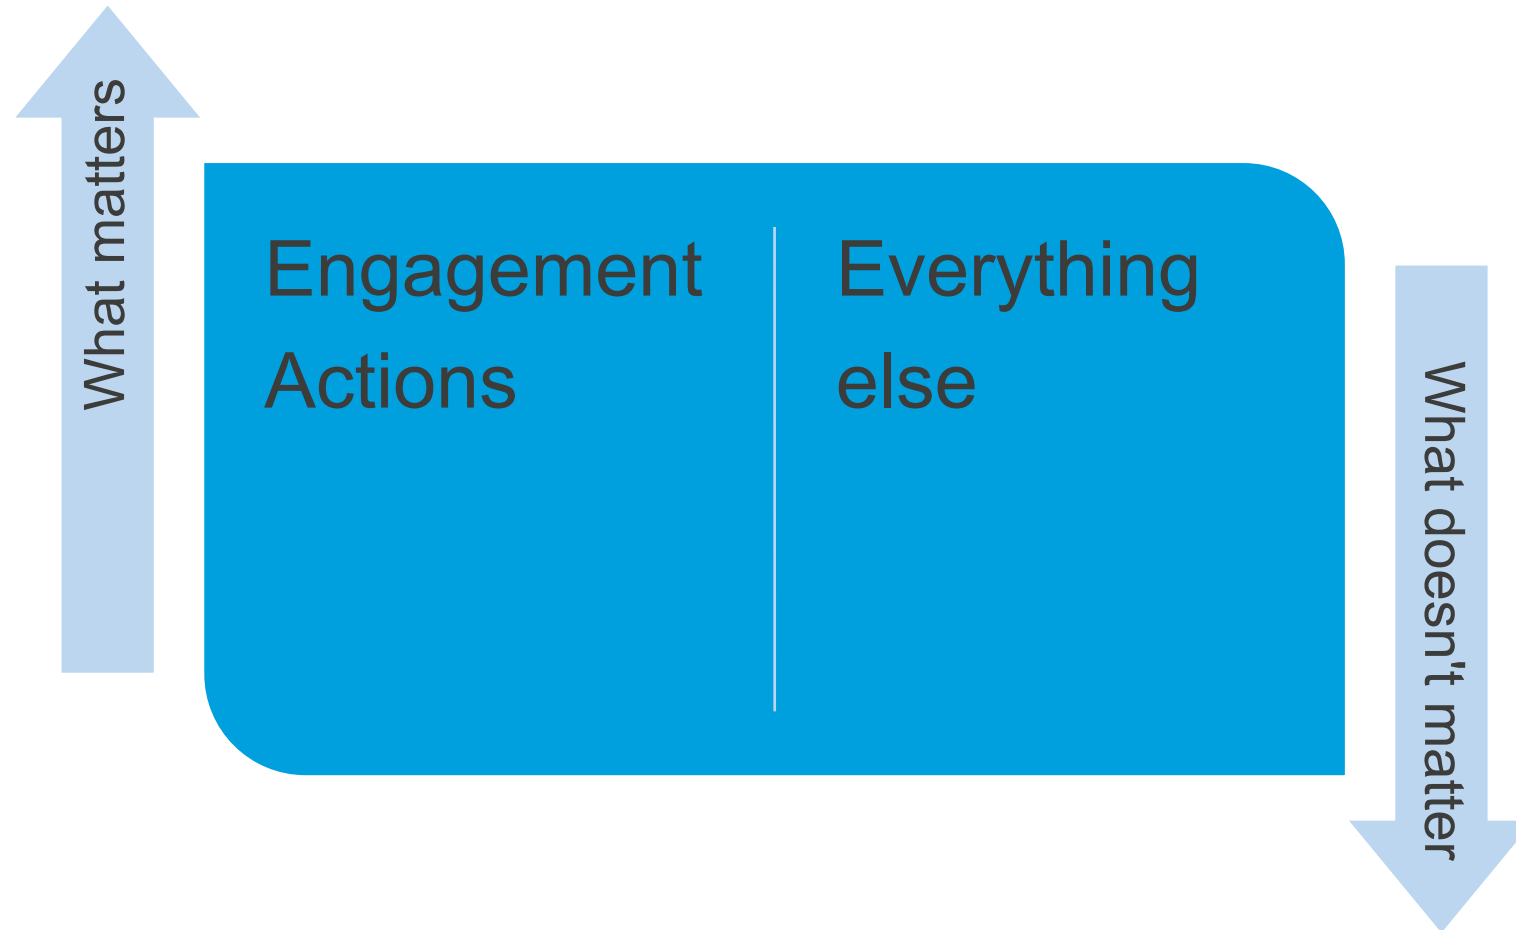 What matters
Engagement
Actions
Everything
else
What doesn't matter